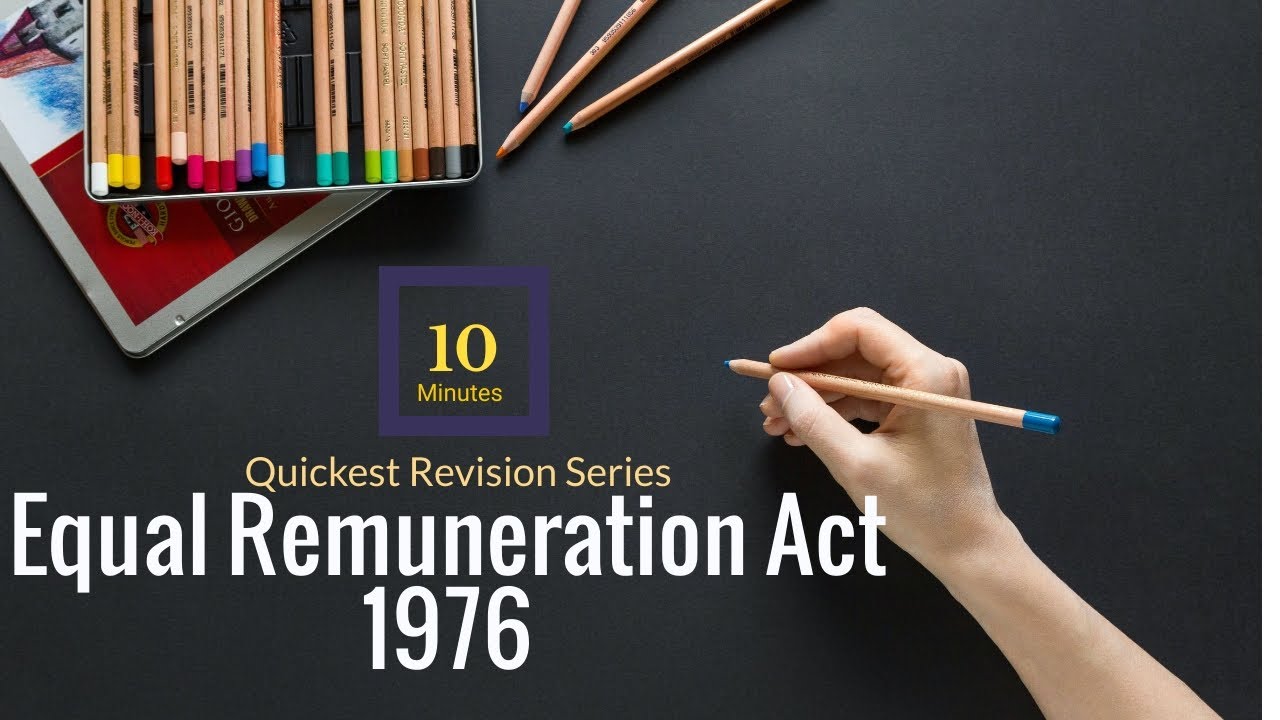 10
Minutes
Quickest Revision Series
Equal Remuneration Act
1976